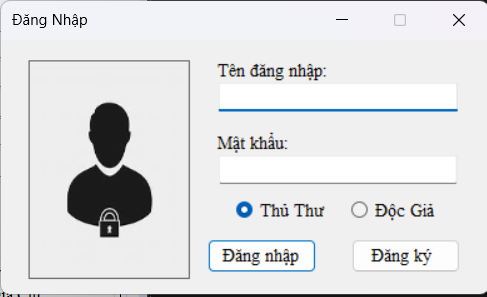 Đăng Nhập
Tên đăng nhập:
Mật khẩu:
Thủ Thư Độc Giả
Đăng nhập Đăng ký